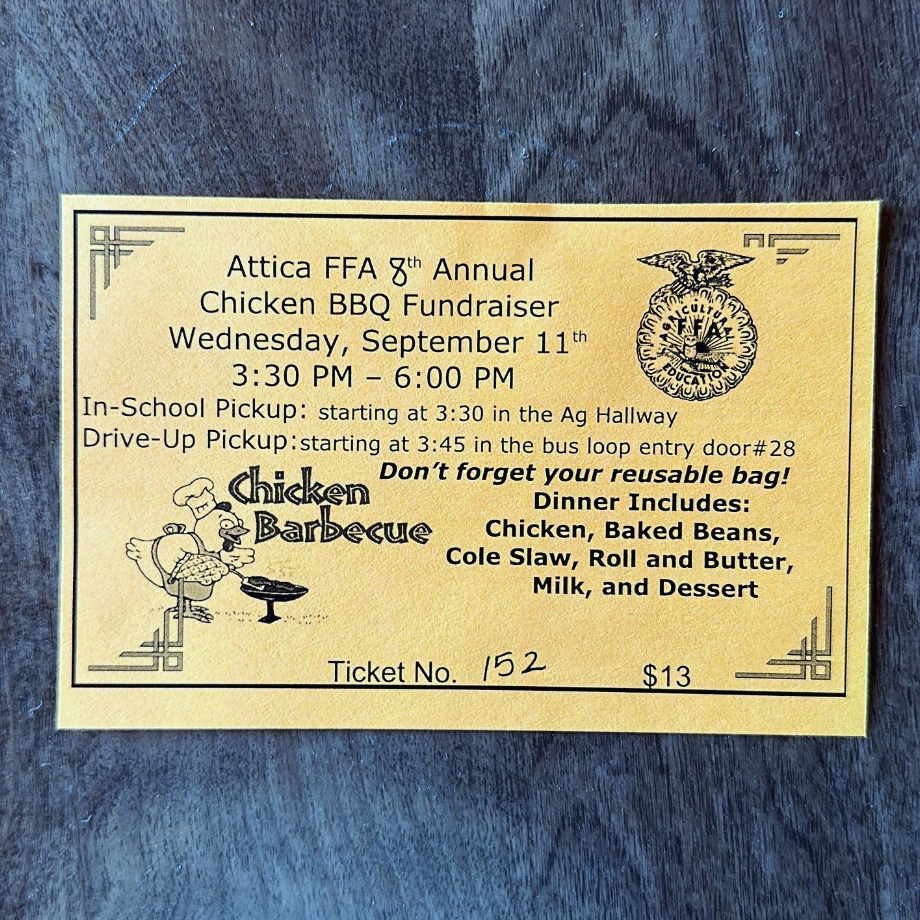 Attica FFA 8th Annual
Chicken BBQ Fundraiser
Wednesday, September 11th
3:30 PM – 6:00 PM
AGRICULTURAL
FFA
EDUCATION
In-School Pickup: starting at 3:30 in the Ag Hallway
Drive-Up Pickup: starting at 3:45 in the bus loop entry door#28
Don't forget your reusable bag!
Chicken
Barbecue
Dinner Includes:
Chicken, Baked Beans,
Cole Slaw, Roll and Butter,
Milk, and Dessert
Ticket No. 152 $13